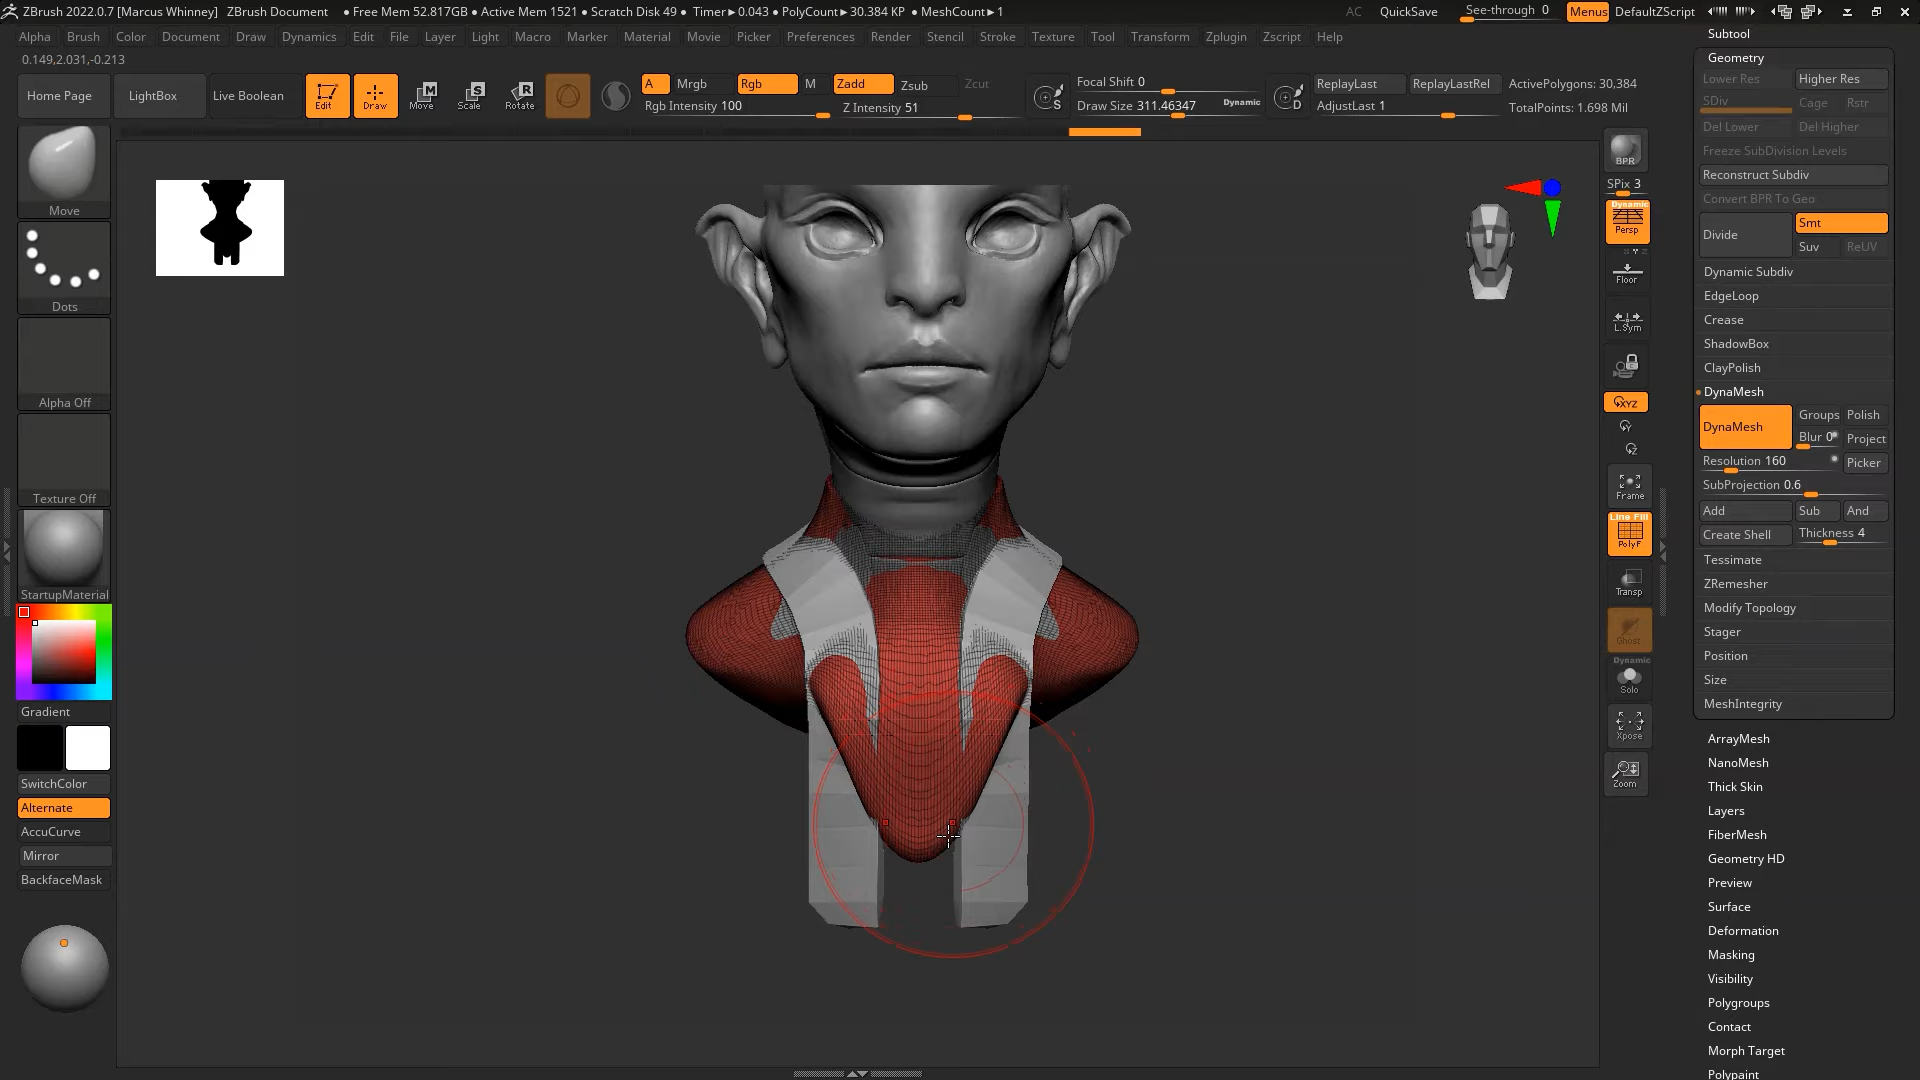 ZBrush 2022.0.7 [Marcus Whinney] ZBrush Document ● Free Mem 52.817GB ● Active Mem 1521 ● Scratch Disk 49 ● Timer►0.043 ● PolyCount►30.384 KP ● MeshCount►1 AC QuickSave See-through 0 Menus DefaultZScript
Alpha Brush Color Document Draw Dynamics Edit File Layer Light Macro Marker Material Movie Picker Preferences Render Stencil Stroke Texture Tool Transform Zplugin Zscript Help
0.149,2.031,-0.213
Home Page LightBox Live Boolean Edit Draw Move Scale Rotate
A Mrgb Rgb M Zadd Zsub Zcut
Rgb Intensity 100 Z Intensity 51
S Focal Shift 0
Draw Size 311.46347 Dynamic
D ReplayLast ReplayLastRel
AdjustLast 1
ActivePolygons: 30,384
TotalPoints: 1.698 Mil
Move
Dots
Alpha Off
Texture Off
StartupMaterial
Gradient
SwitchColor
Alternate
AccuCurve
Mirror
BackfaceMask
BPR
SPix 3
Dynamic
Persp
Floor
L.Sym
XYZ
Frame
Line Fill
PolyF
Transp
Ghost
Dynamic
Solo
Xpose
Zoom
Subtool
Geometry
Lower Res Higher Res
SDiv Cage Rstr
Del Lower Del Higher
Freeze SubDivision Levels
Reconstruct Subdiv
Convert BPR To Geo
Divide Smt
Suv ReUV
Dynamic Subdiv
EdgeLoop
Crease
ShadowBox
ClayPolish
DynaMesh
DynaMesh Groups Polish
Blur 0 Project
Resolution 160 Picker
SubProjection 0.6
Add Sub And
Create Shell Thickness 4
Tessimate
ZRemesher
Modify Topology
Stager
Position
Size
MeshIntegrity
ArrayMesh
NanoMesh
Thick Skin
Layers
FiberMesh
Geometry HD
Preview
Surface
Deformation
Masking
Visibility
Polygroups
Contact
Morph Target
Polypaint